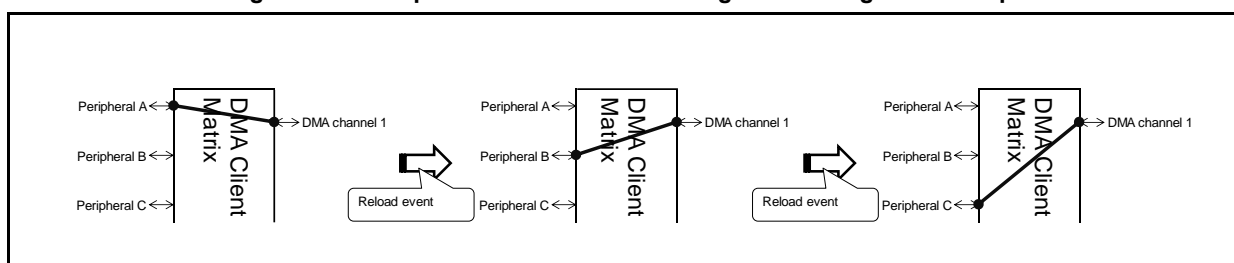 Peripheral A
Peripheral B
Peripheral C
DMA Client
Matrix
DMA channel 1
Reload event
Peripheral A
Peripheral B
Peripheral C
DMA Client
Matrix
DMA channel 1
Reload event
Peripheral A
Peripheral B
Peripheral C
DMA Client
Matrix
DMA channel 1